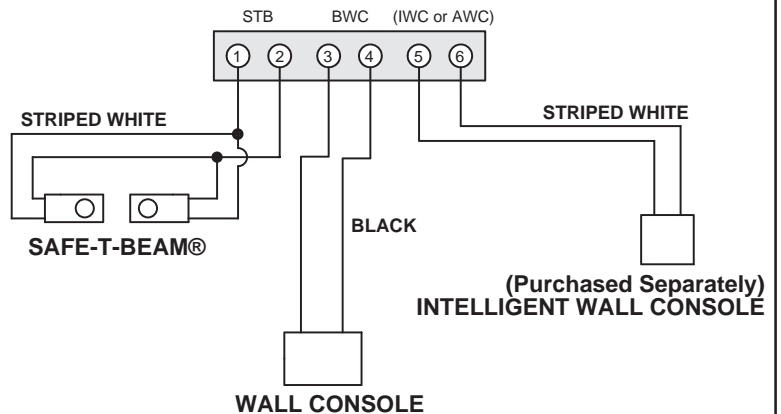 STB BWC (IWC or AWC)
1 2 3 4 5 6
STRIPED WHITE
STRIPED WHITE
BLACK
SAFE-T-BEAM®
(Purchased Separately)
INTELLIGENT WALL CONSOLE
WALL CONSOLE